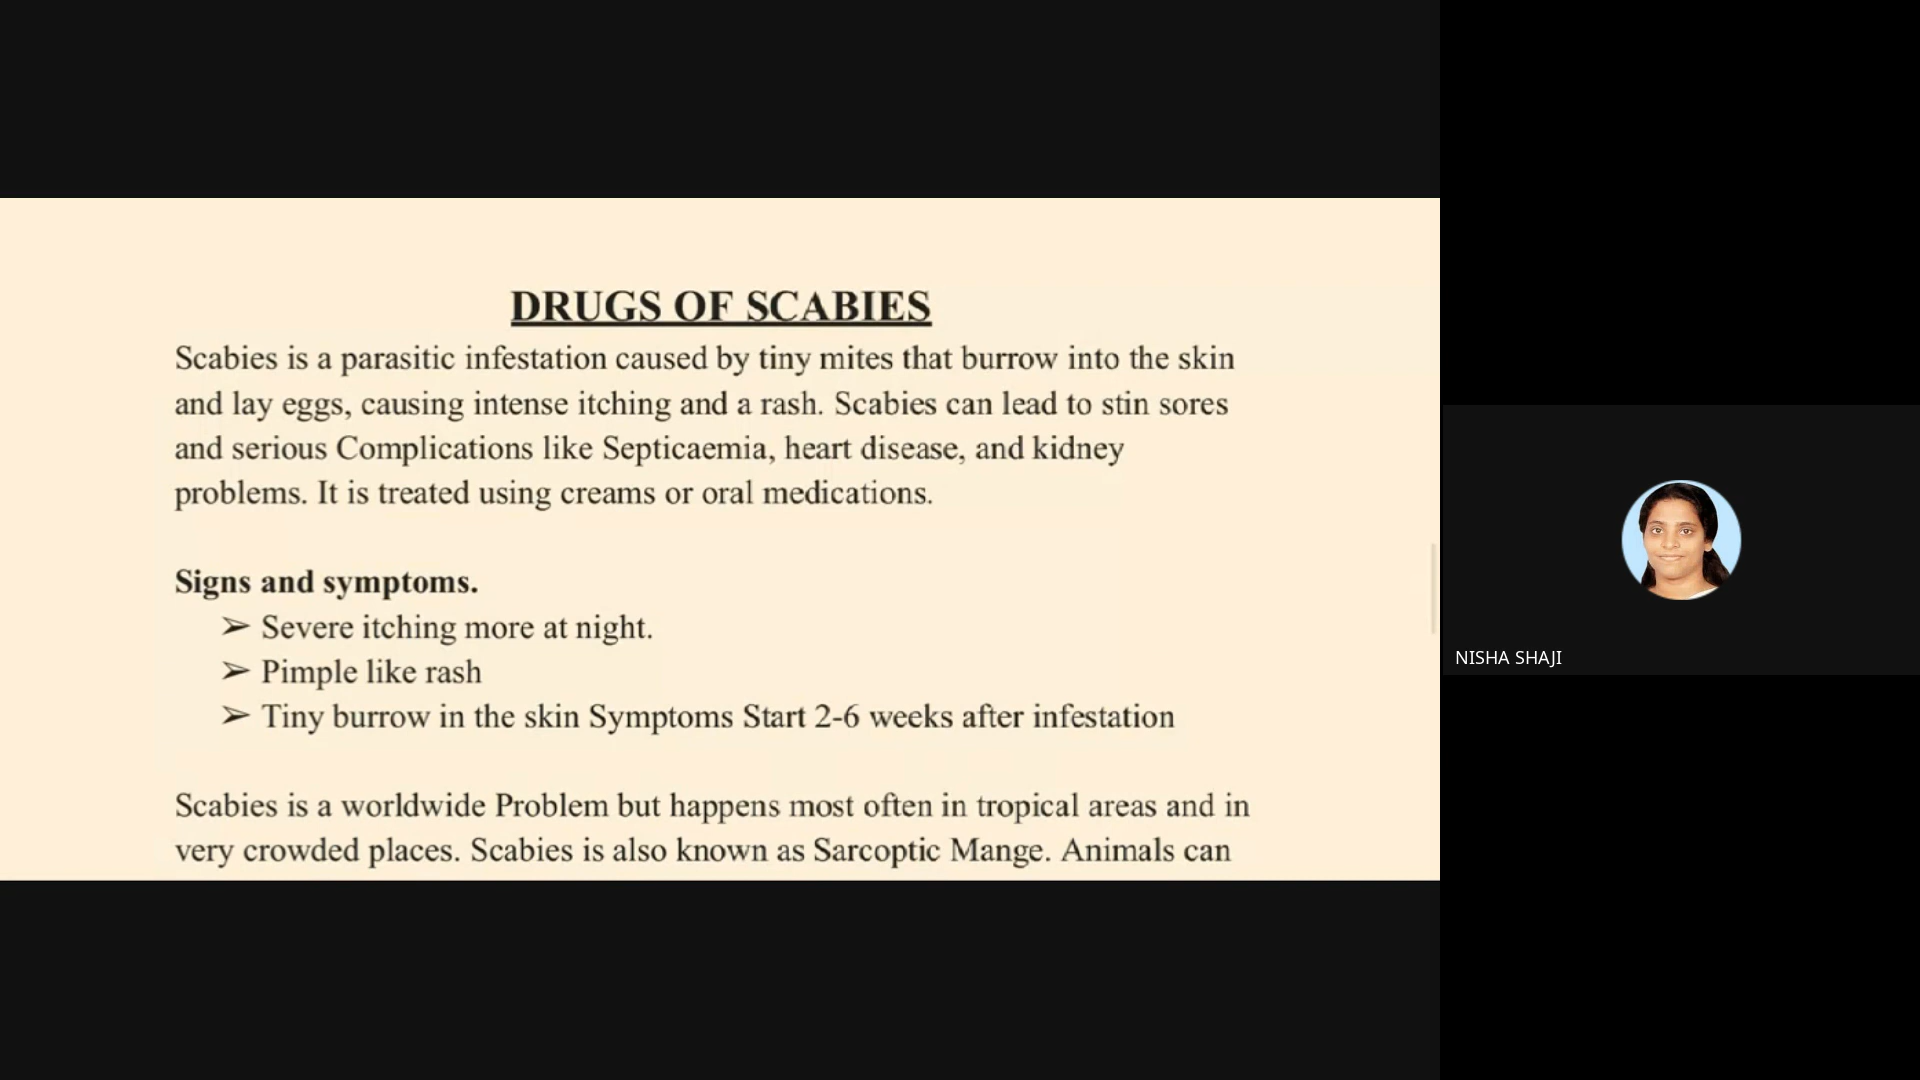 DRUGS OF SCABIES
Scabies is a parasitic infestation caused by tiny mites that burrow into the skin
and lay eggs, causing intense itching and a rash. Scabies can lead to stin sores
and serious Complications like Septicaemia, heart disease, and kidney
problems. It is treated using creams or oral medications.
Signs and symptoms.
➢ Severe itching more at night.
➢ Pimple like rash
➢ Tiny burrow in the skin Symptoms Start 2-6 weeks after infestation
Scabies is a worldwide Problem but happens most often in tropical areas and in
very crowded places. Scabies is also known as Sarcoptic Mange. Animals can
NISHA SHAJI